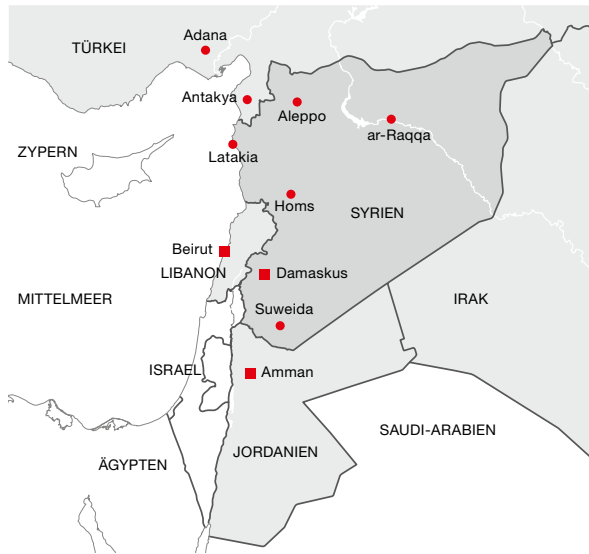 Adana
TÜRKEI
Antakya
Aleppo
ar-Raqqa
ZYPERN
Latakia
Homs
SYRIEN
Beirut
LIBANON
Damaskus
MITTELMEER
IRAK
Suweida
ISRAEL
Amman
SAUDI-ARABIEN
JORDANIEN
ÄGYPTEN